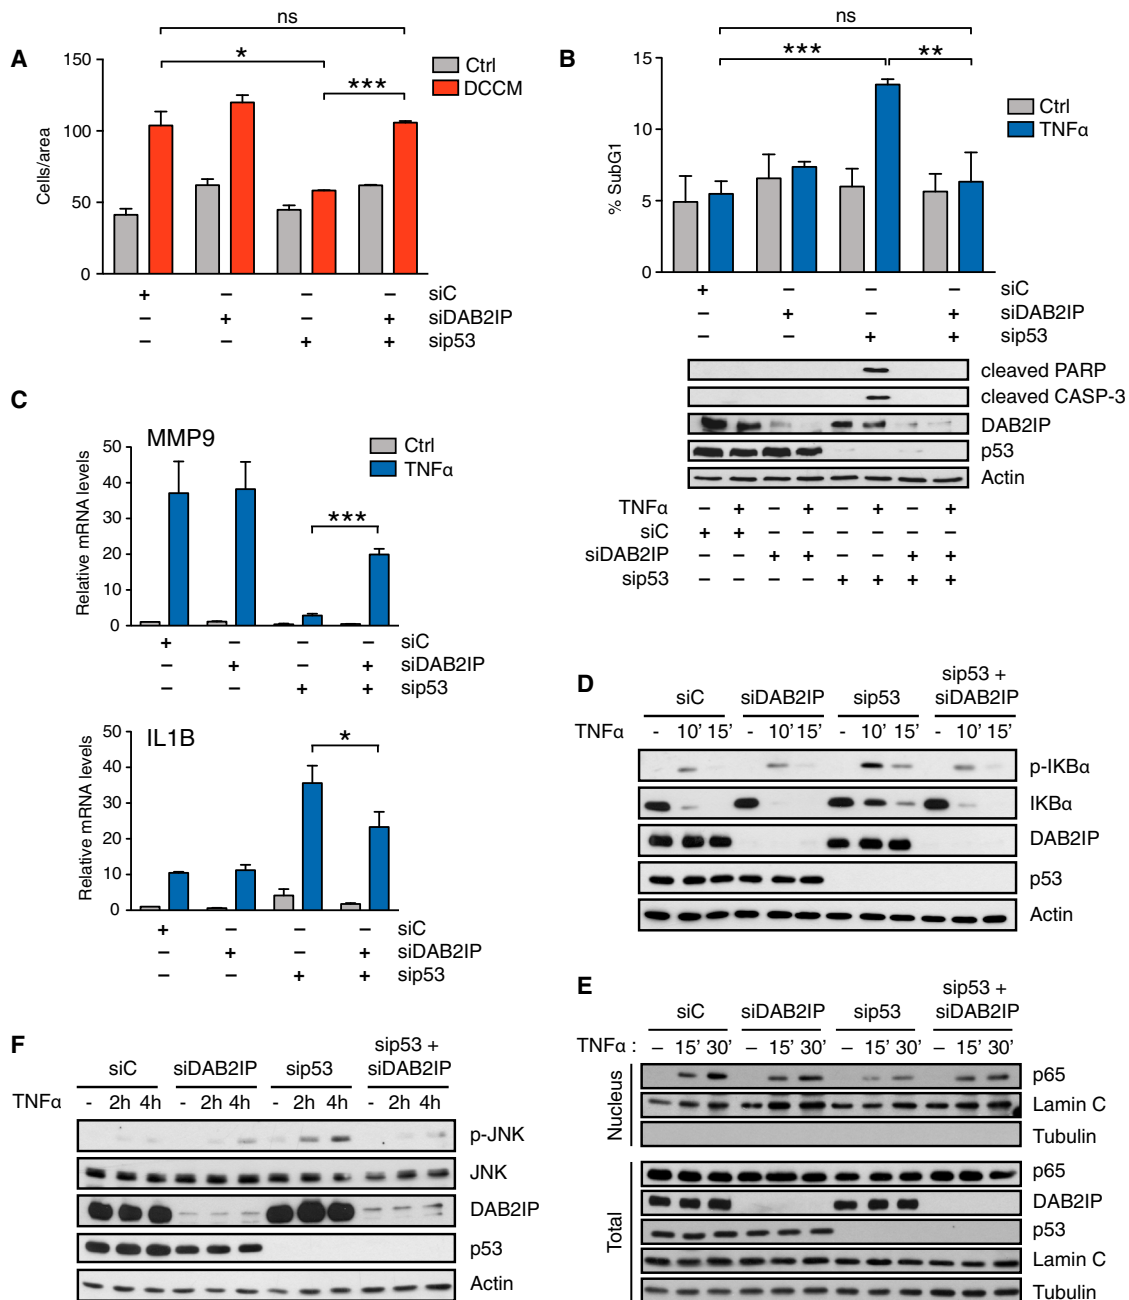 A
ns
*
***
150
100
50
0
Cells/area
Ctrl
DCCM
+ – – – siC
– + – + siDAB2IP
– – + + sip53
B
ns
***
**
15
10
5
0
% SubG1
Ctrl
TNFα
+ – – – siC
– + – + siDAB2IP
– – + + sip53
cleaved PARP
cleaved CASP-3
DAB2IP
p53
Actin
TNFα – + – + – + – +
siC + + – – – – – –
siDAB2IP – – + + – – + +
sip53 – – – – + + + +
C
MMP9
Ctrl
TNFα
***
50
40
30
20
10
0
Relative mRNA levels
+ – – – siC
– + – + siDAB2IP
– – + + sip53
IL1B
*
50
40
30
20
10
0
Relative mRNA levels
+ – – – siC
– + – + siDAB2IP
– – + + sip53
D
siC siDAB2IP sip53 sip53 +
siDAB2IP
TNFα - 10’ 15’ - 10’ 15’ - 10’ 15’ - 10’ 15’
p-IKBα
IKBα
DAB2IP
p53
Actin
E
siC siDAB2IP sip53 sip53 +
siDAB2IP
TNFα : – 15’ 30’ – 15’ 30’ – 15’ 30’ – 15’ 30’
Nucleus
p65
Lamin C
Tubulin
Total
p65
DAB2IP
p53
Lamin C
Tubulin
F
siC siDAB2IP sip53 sip53 +
siDAB2IP
TNFα - 2h 4h - 2h 4h - 2h 4h - 2h 4h
p-JNK
JNK
DAB2IP
p53
Actin